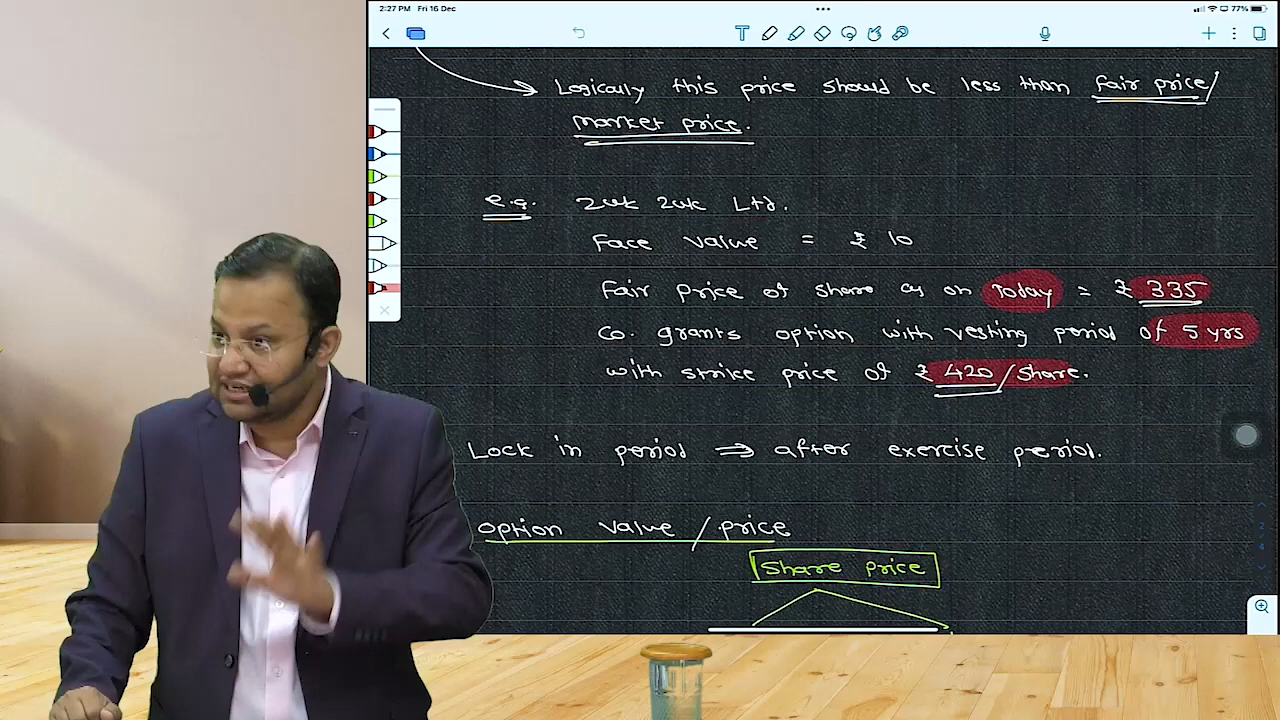 2:27 PM Fri 16 Dec
77%
Logically this price should be less than fair price/
market price.
e.g. Zuk Zuk Ltd.
Face value = ₹ 10
Fair price of share as on Today = ₹ 335
Co. grants option with vesting period of 5 yrs
with strike price of ₹ 420/share.
Lock in period ⇒ after exercise period.
option value / price
Share price